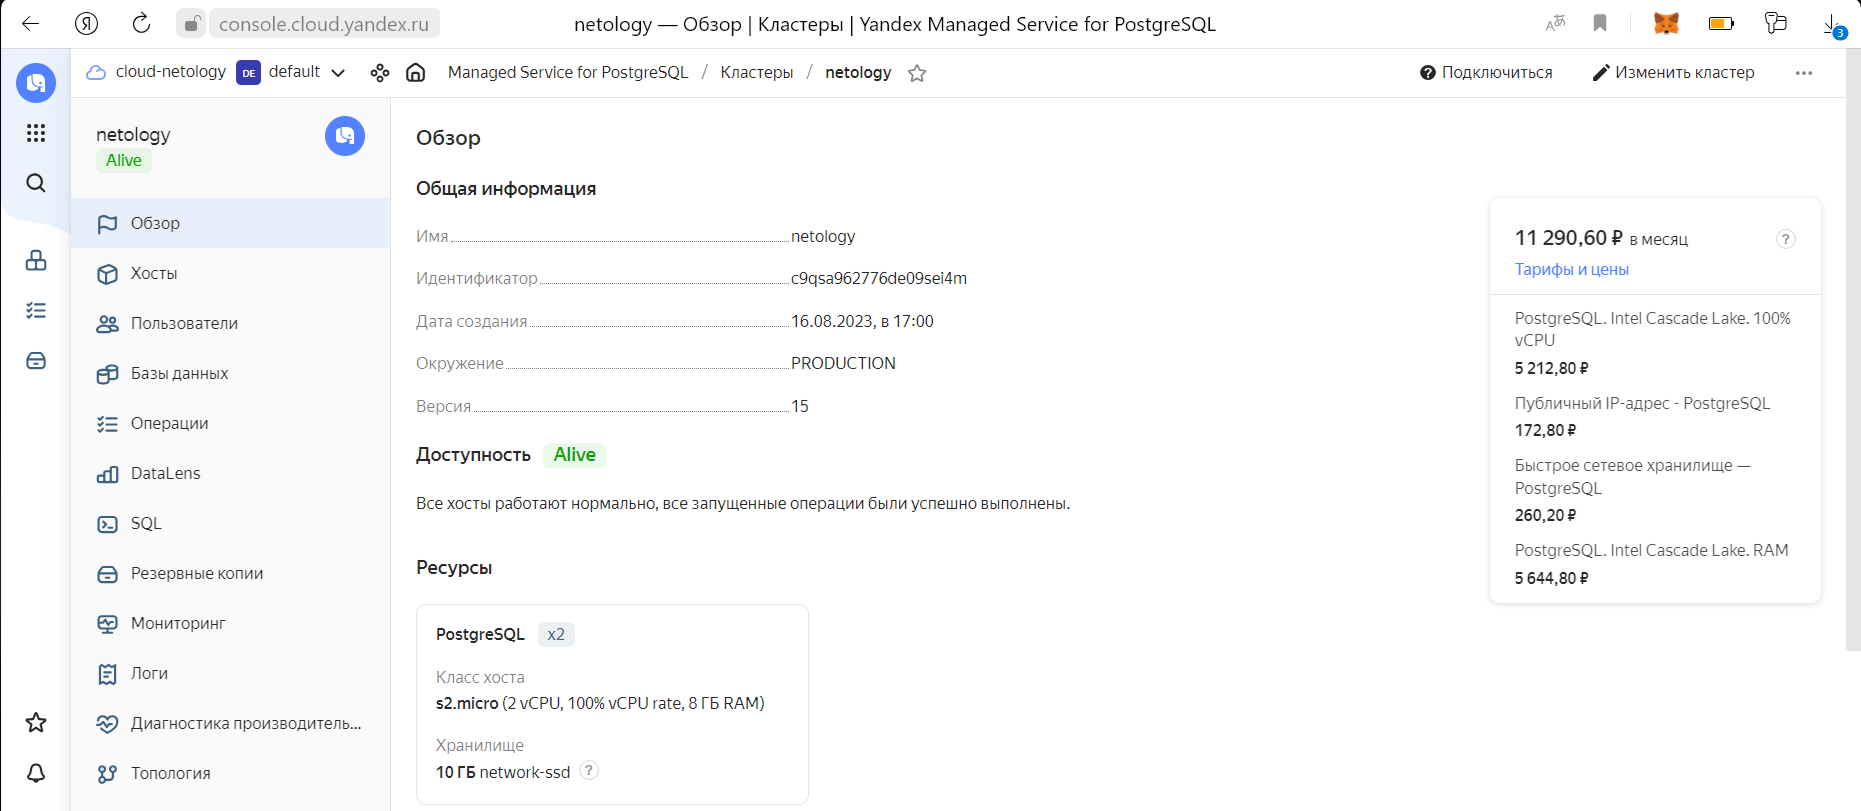 console.cloud.yandex.ru
netology — Обзор | Кластеры | Yandex Managed Service for PostgreSQL
3
cloud-netology DE default
Managed Service for PostgreSQL / Кластеры / netology
Подключиться
Изменить кластер
netology
Alive
Обзор
Хосты
Пользователи
Базы данных
Операции
DataLens
SQL
Резервные копии
Мониторинг
Логи
Диагностика производитель...
Топология
Обзор
Общая информация
Имя netology
Идентификатор c9qsa962776de09sei4m
Дата создания 16.08.2023, в 17:00
Окружение PRODUCTION
Версия 15
Доступность Alive
Все хосты работают нормально, все запущенные операции были успешно выполнены.
Ресурсы
PostgreSQL x2
Класс хоста
s2.micro (2 vCPU, 100% vCPU rate, 8 ГБ RAM)
Хранилище
10 ГБ network-ssd ?
11 290,60 ₽ в месяц ?
Тарифы и цены
PostgreSQL. Intel Cascade Lake. 100%
vCPU
5 212,80 ₽
Публичный IP-адрес - PostgreSQL
172,80 ₽
Быстрое сетевое хранилище —
PostgreSQL
260,20 ₽
PostgreSQL. Intel Cascade Lake. RAM
5 644,80 ₽